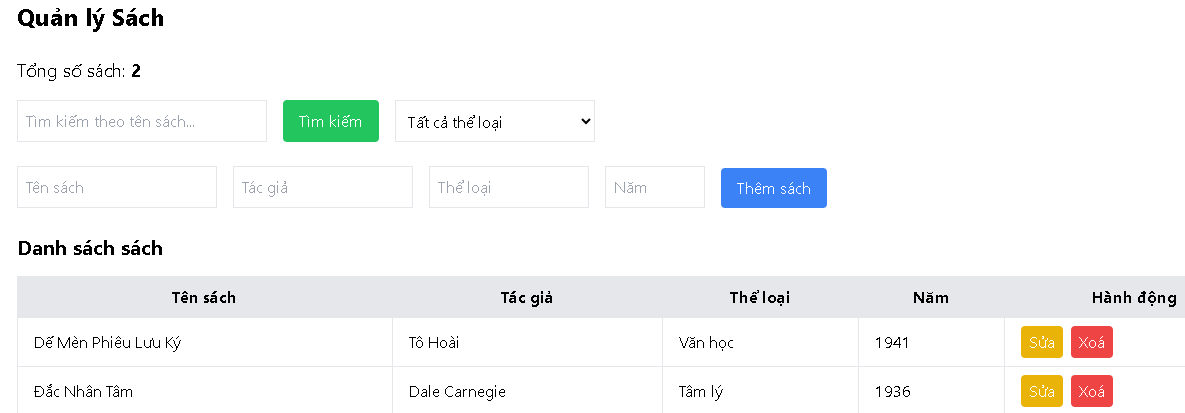 Quản lý Sách
Tổng số sách: 2
Tìm kiếm theo tên sách... Tìm kiếm Tất cả thể loại
Tên sách Tác giả Thể loại Năm Thêm sách
Danh sách sách
Tên sách Tác giả Thể loại Năm Hành động
Dế Mèn Phiêu Lưu Ký Tô Hoài Văn học 1941 Sửa Xoá
Đắc Nhân Tâm Dale Carnegie Tâm lý 1936 Sửa Xoá